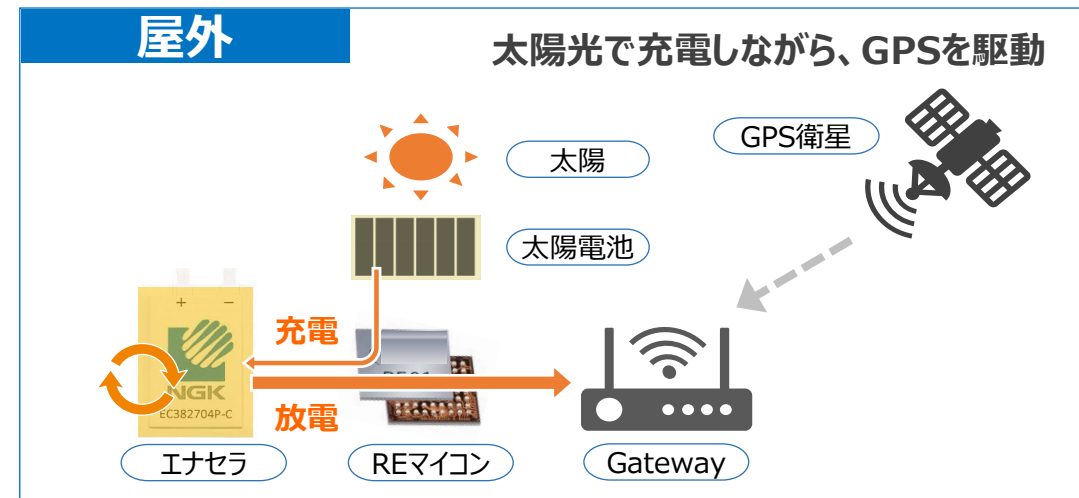 屋外
太陽光で充電しながら、GPSを駆動
GPS衛星
太陽
太陽電池
+ −
充電
NGK
EC382704P-C
放電
エナセラ
REマイコン
Gateway